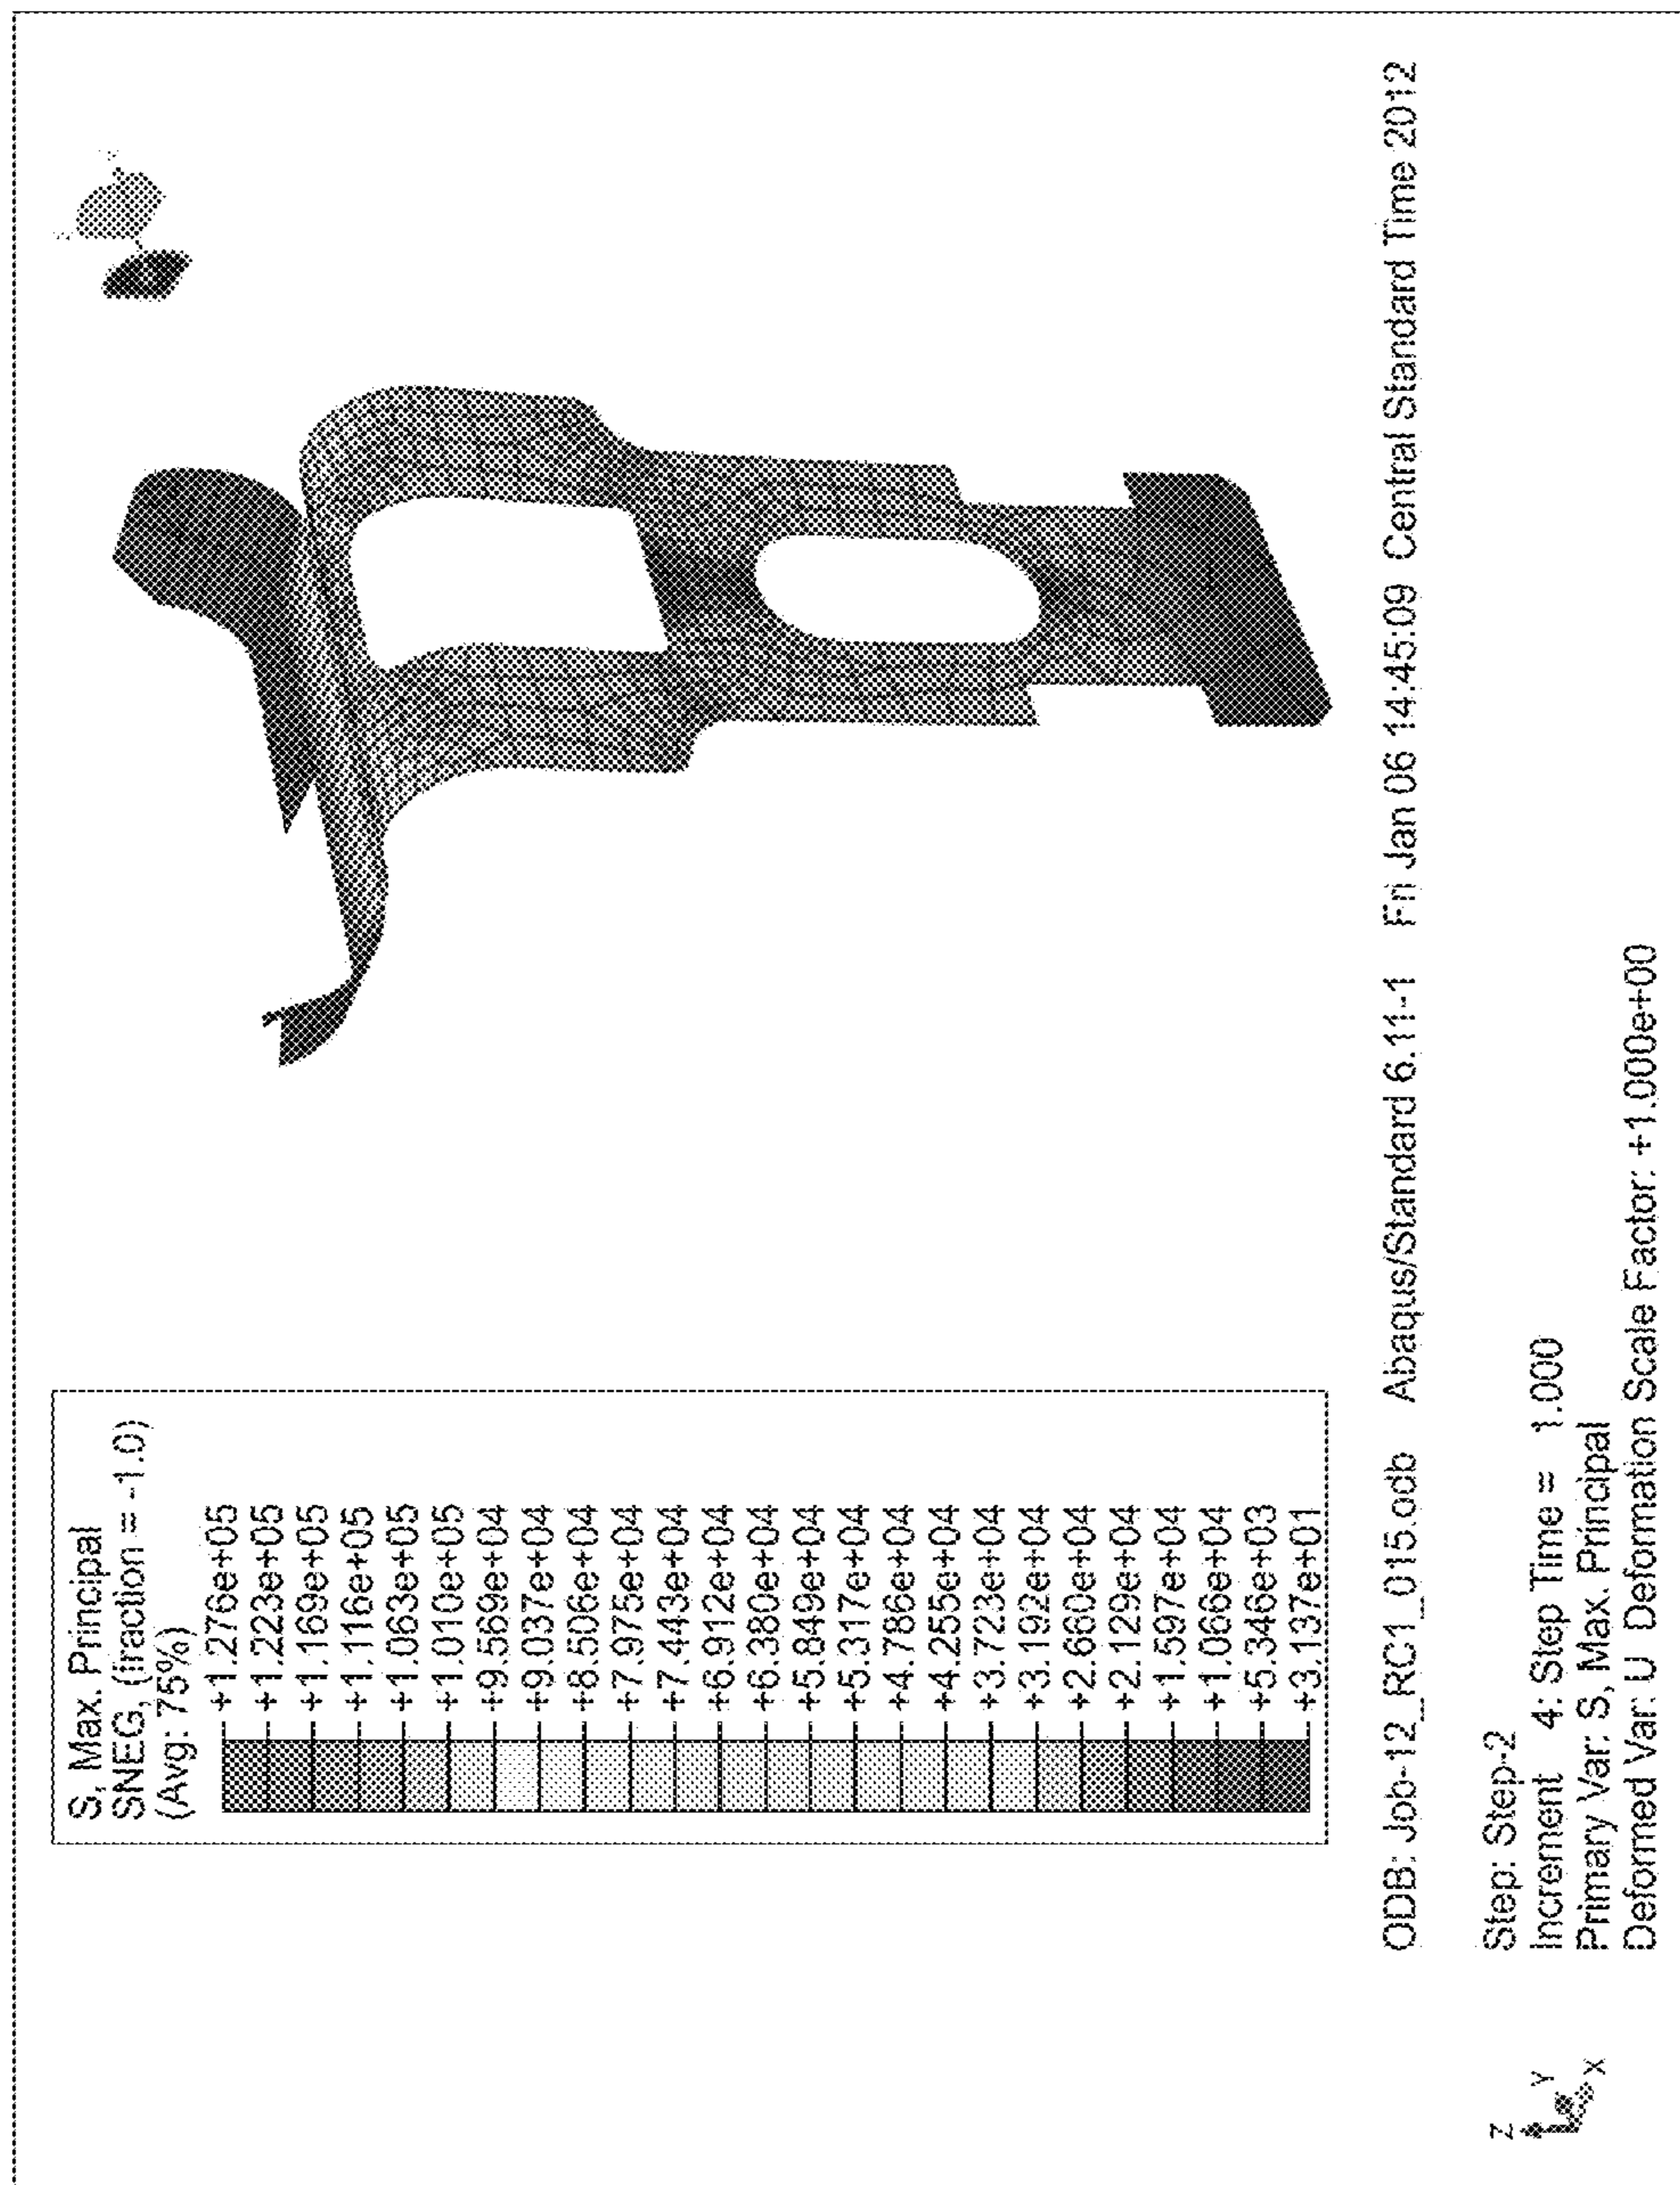 S, Max. Principal
SNEG, (fraction = -1.0)
(Avg: 75%)
+1.276e+05
+1.223e+05
+1.169e+05
+1.116e+05
+1.063e+05
+1.010e+05
+9.569e+04
+9.037e+04
+8.506e+04
+7.975e+04
+7.443e+04
+6.912e+04
+6.380e+04
+5.849e+04
+5.317e+04
+4.786e+04
+4.255e+04
+3.723e+04
+3.192e+04
+2.660e+04
+2.129e+04
+1.597e+04
+1.066e+04
+5.346e+03
+3.137e+01
ODB: Job-12_RC1_015.odb Abaqus/Standard 6.11-1 Fri Jan 06 14:45:09 Central Standard Time 2012
Step: Step-2
Increment 4: Step Time = 1.000
Primary Var: S, Max. Principal
Deformed Var: U Deformation Scale Factor: +1.000e+00
Z
Y
X